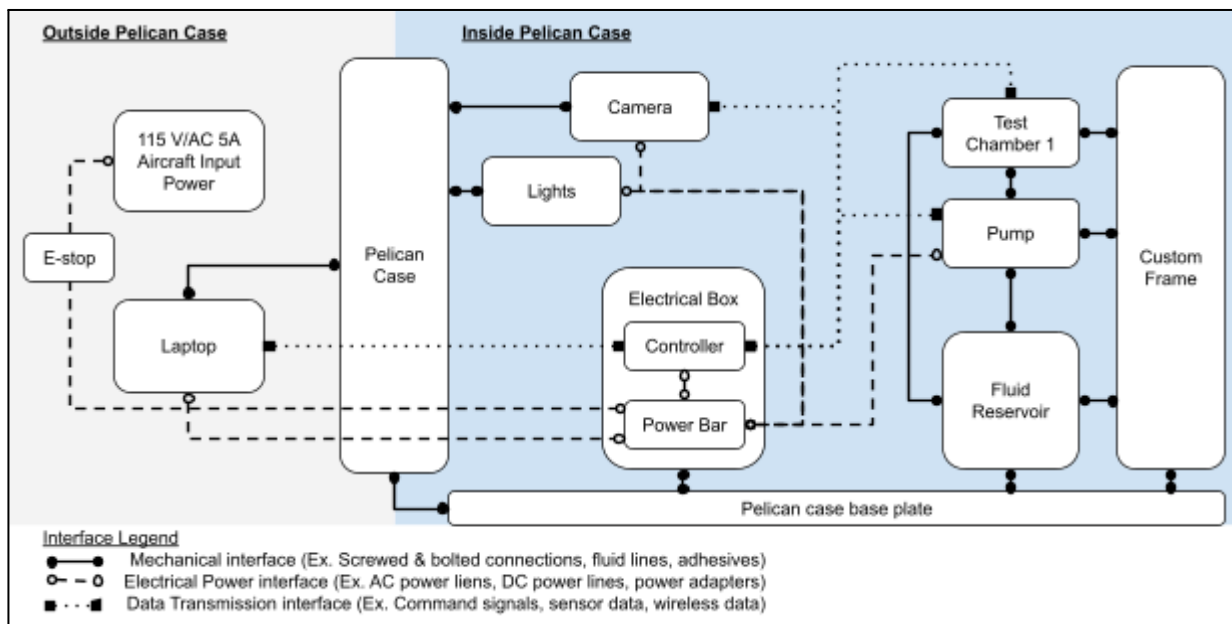 Outside Pelican Case
Inside Pelican Case
115 V/AC 5A
Aircraft Input
Power
E-stop
Laptop
Pelican
Case
Camera
Lights
Electrical Box
Controller
Power Bar
Test
Chamber 1
Pump
Fluid
Reservoir
Custom
Frame
Pelican case base plate
Interface Legend
Mechanical interface (Ex. Screwed & bolted connections, fluid lines, adhesives)
Electrical Power interface (Ex. AC power liens, DC power lines, power adapters)
Data Transmission interface (Ex. Command signals, sensor data, wireless data)